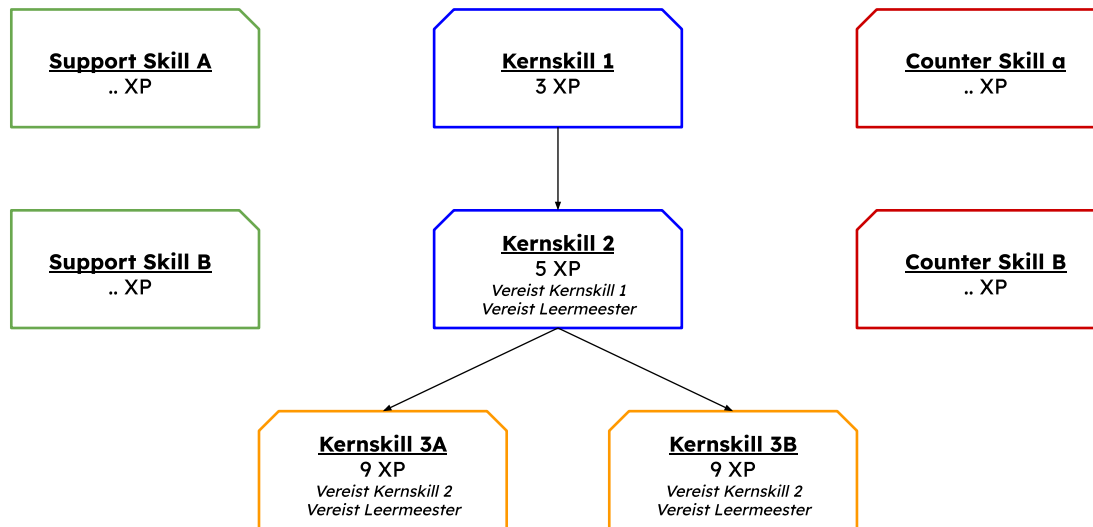 Support Skill A
.. XP
Kernskill 1
3 XP
Counter Skill a
.. XP
Support Skill B
.. XP
Kernskill 2
5 XP
Vereist Kernskill 1
Vereist Leermeester
Counter Skill B
.. XP
Kernskill 3A
9 XP
Vereist Kernskill 2
Vereist Leermeester
Kernskill 3B
9 XP
Vereist Kernskill 2
Vereist Leermeester